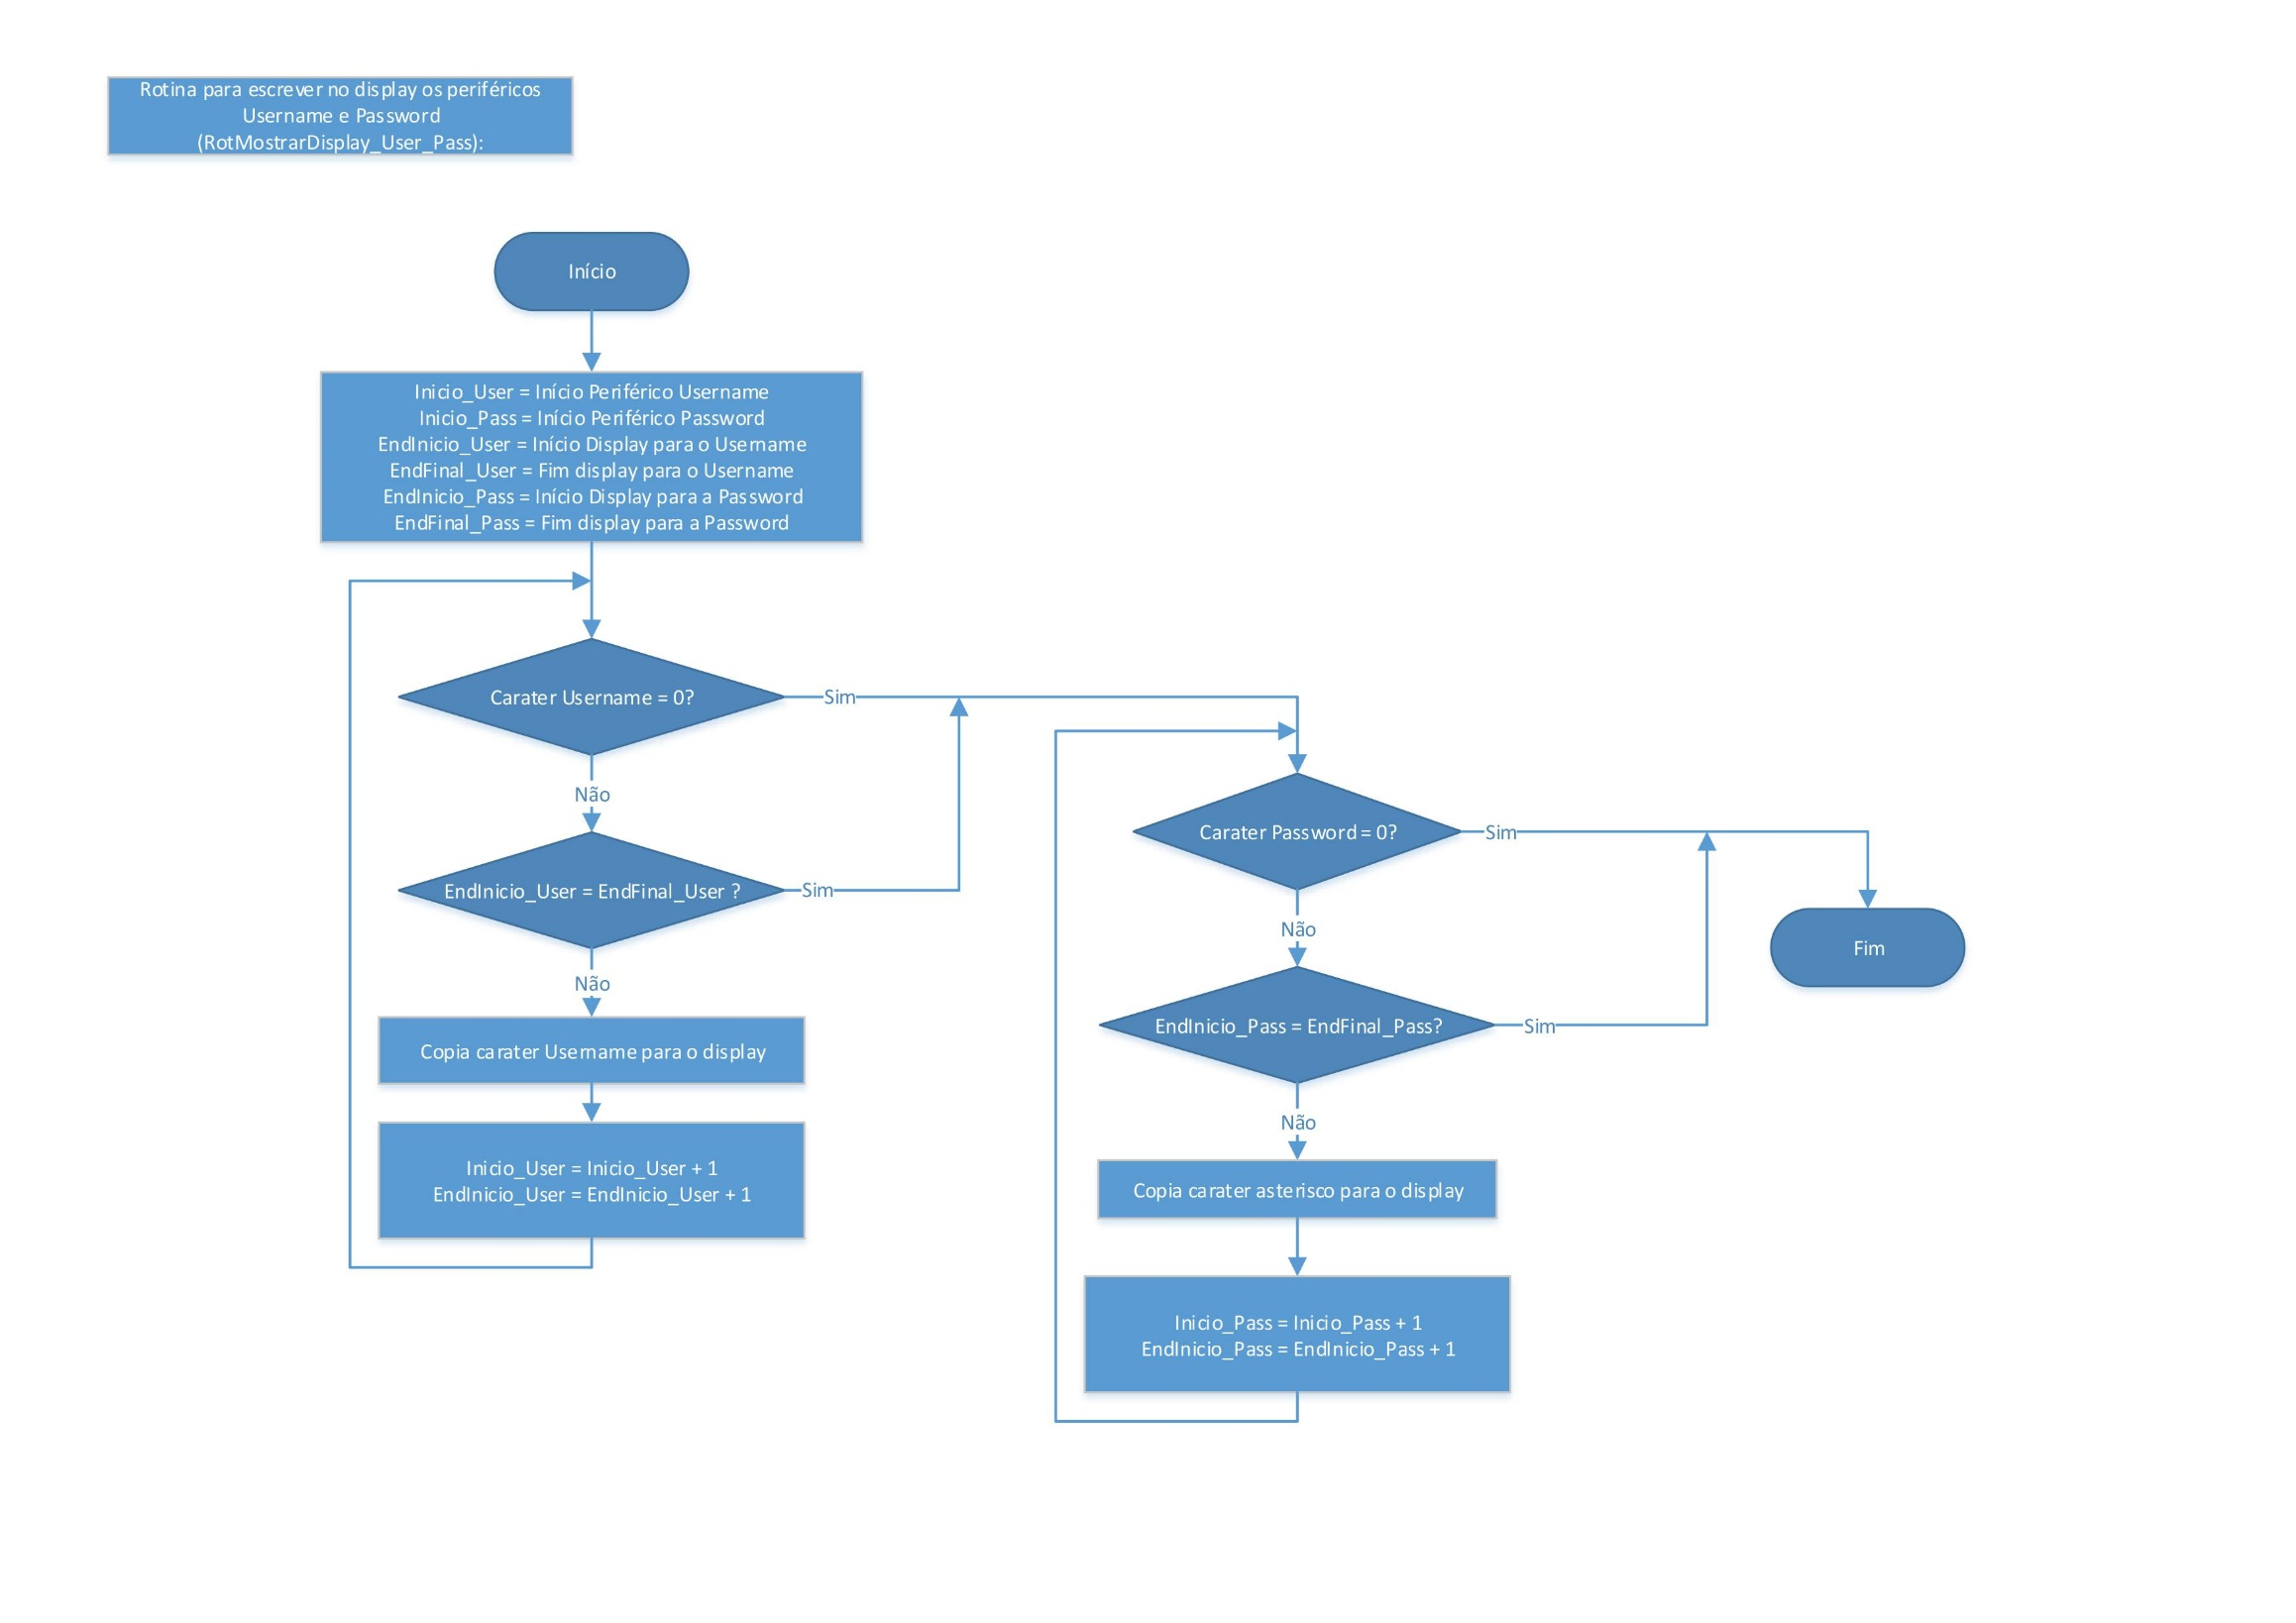 Rotina para escrever no display os periféricos
Username e Password
(RotMostrarDisplay_User_Pass):
Início
Inicio_User = Início Periférico Username
Inicio_Pass = Início Periférico Password
EndInicio_User = Início Display para o Username
EndFinal_User = Fim display para o Username
EndInicio_Pass = Início Display para a Password
EndFinal_Pass = Fim display para a Password
Carater Username = 0?
Sim
Não
EndInicio_User = EndFinal_User ?
Sim
Não
Copia carater Username para o display
Inicio_User = Inicio_User + 1
EndInicio_User = EndInicio_User + 1
Carater Password = 0?
Sim
Não
EndInicio_Pass = EndFinal_Pass?
Sim
Não
Copia carater asterisco para o display
Inicio_Pass = Inicio_Pass + 1
EndInicio_Pass = EndInicio_Pass + 1
Fim